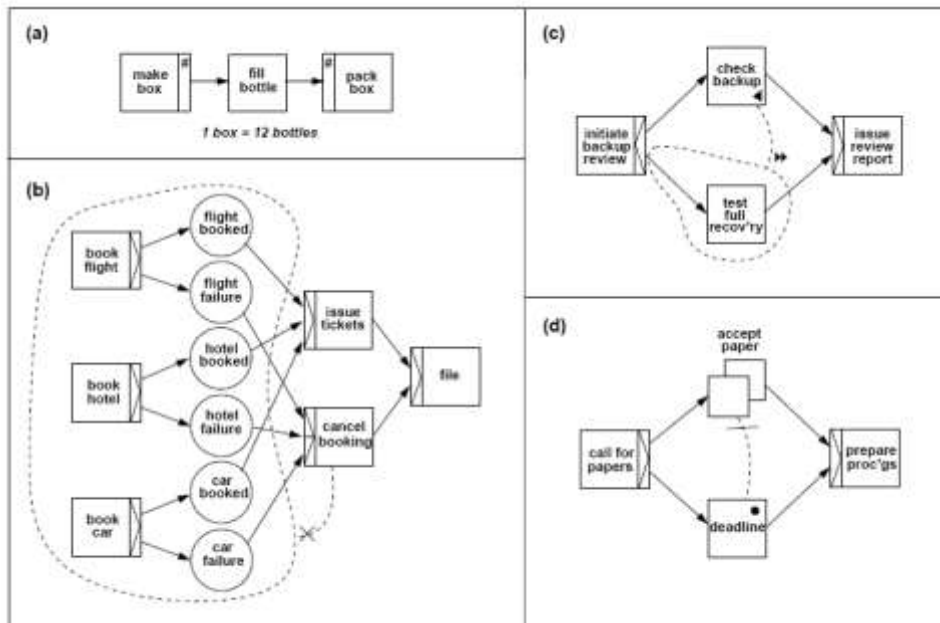 (a)
make
box
#
fill
bottle
#
pack
box
1 box = 12 bottles
(b)
book
flight
flight
booked
flight
failure
book
hotel
hotel
booked
hotel
failure
book
car
car
booked
car
failure
issue
tickets
cancel
booking
file
(c)
initiate
backup
review
check
backup
test
full
recov'ry
issue
review
report
(d)
accept
paper
call for
papers
deadline
prepare
proc'gs